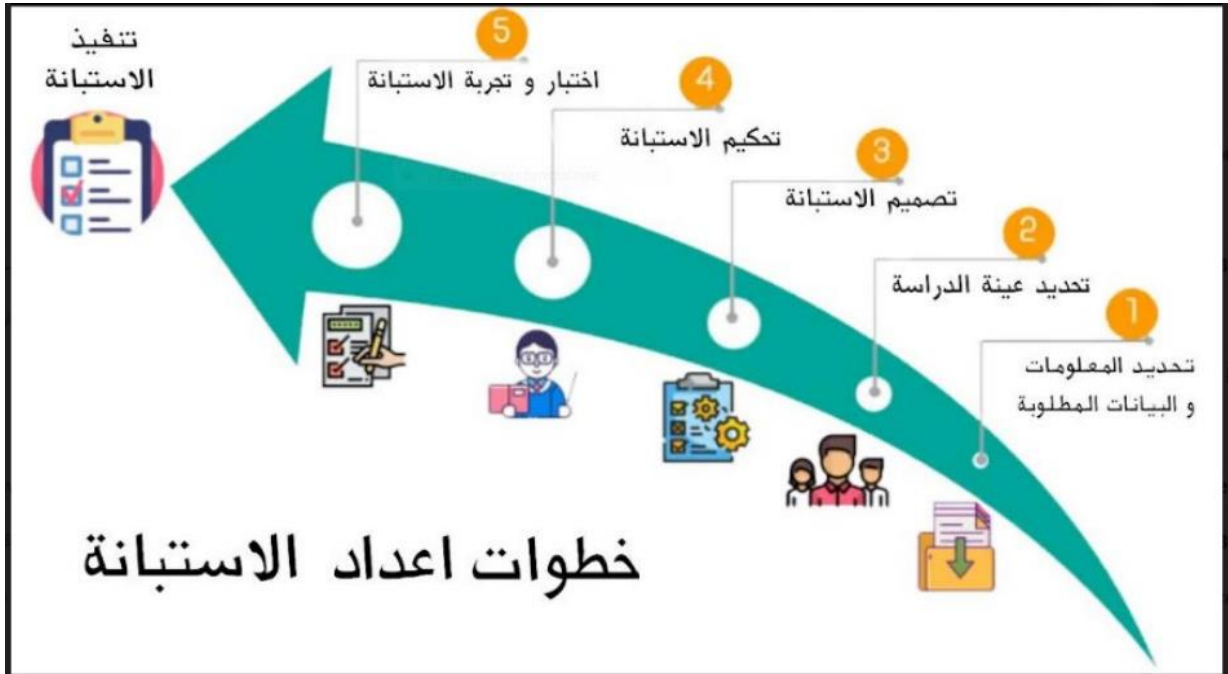 خطوات اعداد الاستبانة
1
تحديد المعلومات
و البيانات المطلوبة
2
تحديد عينة الدراسة
3
تصميم الاستبانة
4
تحكيم الاستبانة
5
اختبار و تجربة الاستبانة
تنفيذ
الاستبانة